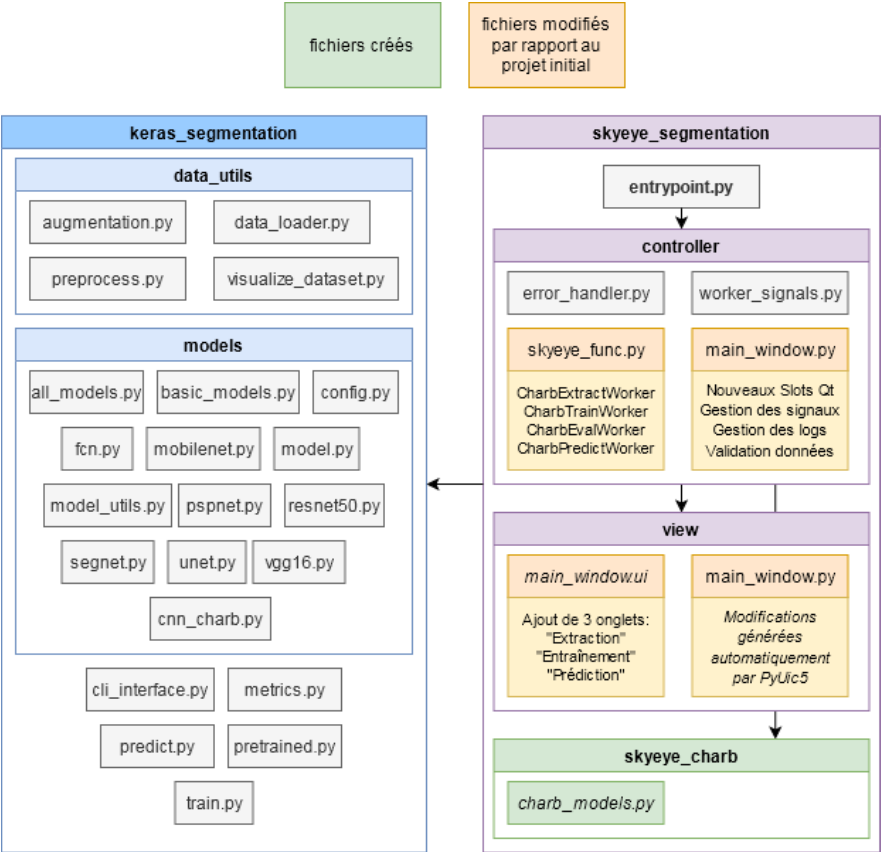 fichiers créés
fichiers modifiés
par rapport au
projet initial
keras_segmentation
data_utils
augmentation.py
data_loader.py
preprocess.py
visualize_dataset.py
models
all_models.py
basic_models.py
config.py
fcn.py
mobilenet.py
model.py
model_utils.py
pspnet.py
resnet50.py
segnet.py
unet.py
vgg16.py
cnn_charb.py
cli_interface.py
metrics.py
predict.py
pretrained.py
train.py
skyeye_segmentation
entrypoint.py
controller
error_handler.py
worker_signals.py
skyeye_func.py
CharbExtractWorker
CharbTrainWorker
CharbEvalWorker
CharbPredictWorker
main_window.py
Nouveaux Slots Qt
Gestion des signaux
Gestion des logs
Validation données
view
main_window.ui
Ajout de 3 onglets:
"Extraction"
"Entraînement"
"Prédiction"
main_window.py
Modifications
générées
automatiquement
par PyUic5
skyeye_charb
charb_models.py